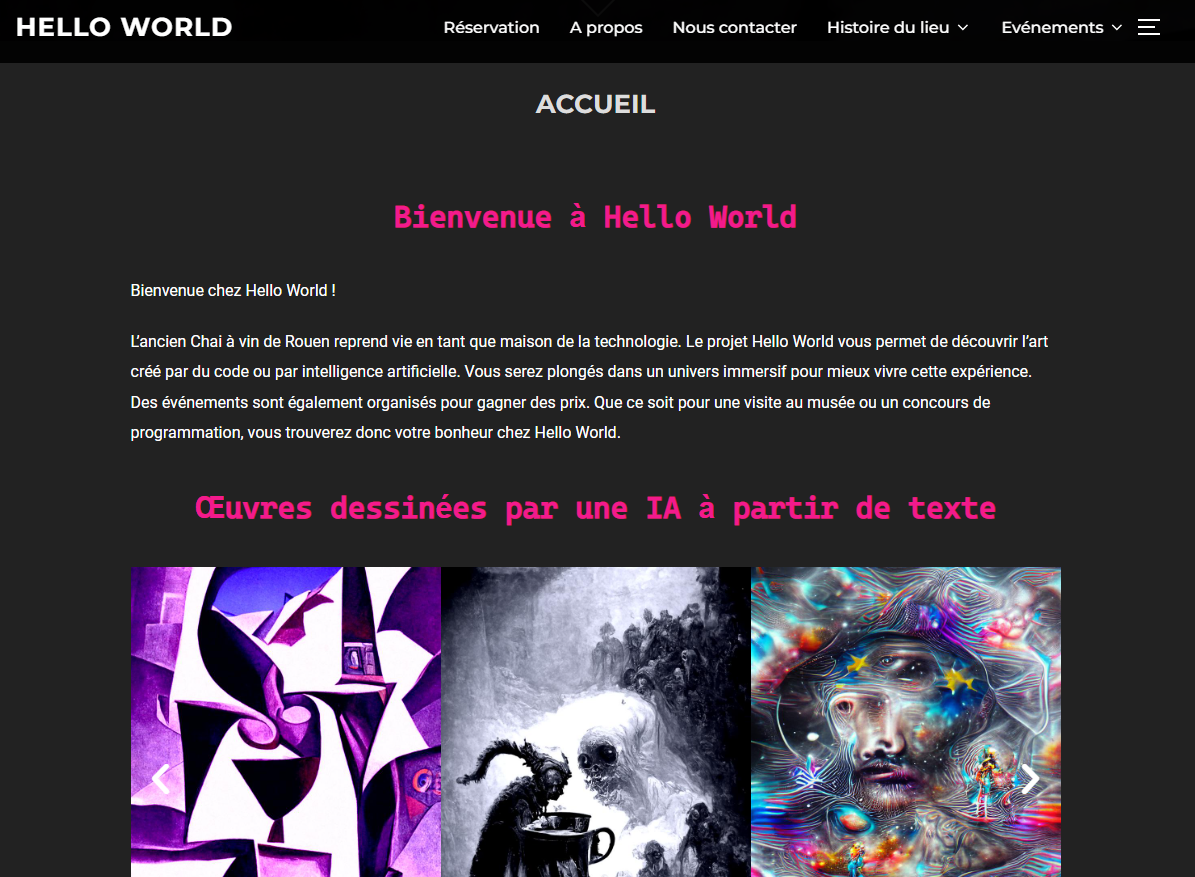 HELLO WORLD
Réservation
A propos
Nous contacter
Histoire du lieu
Evénements
ACCUEIL
Bienvenue à Hello World
Bienvenue chez Hello World !
L’ancien Chai à vin de Rouen reprend vie en tant que maison de la technologie. Le projet Hello World vous permet de découvrir l’art
créé par du code ou par intelligence artificielle. Vous serez plongés dans un univers immersif pour mieux vivre cette expérience.
Des événements sont également organisés pour gagner des prix. Que ce soit pour une visite au musée ou un concours de
programmation, vous trouverez donc votre bonheur chez Hello World.
Œuvres dessinées par une IA à partir de texte